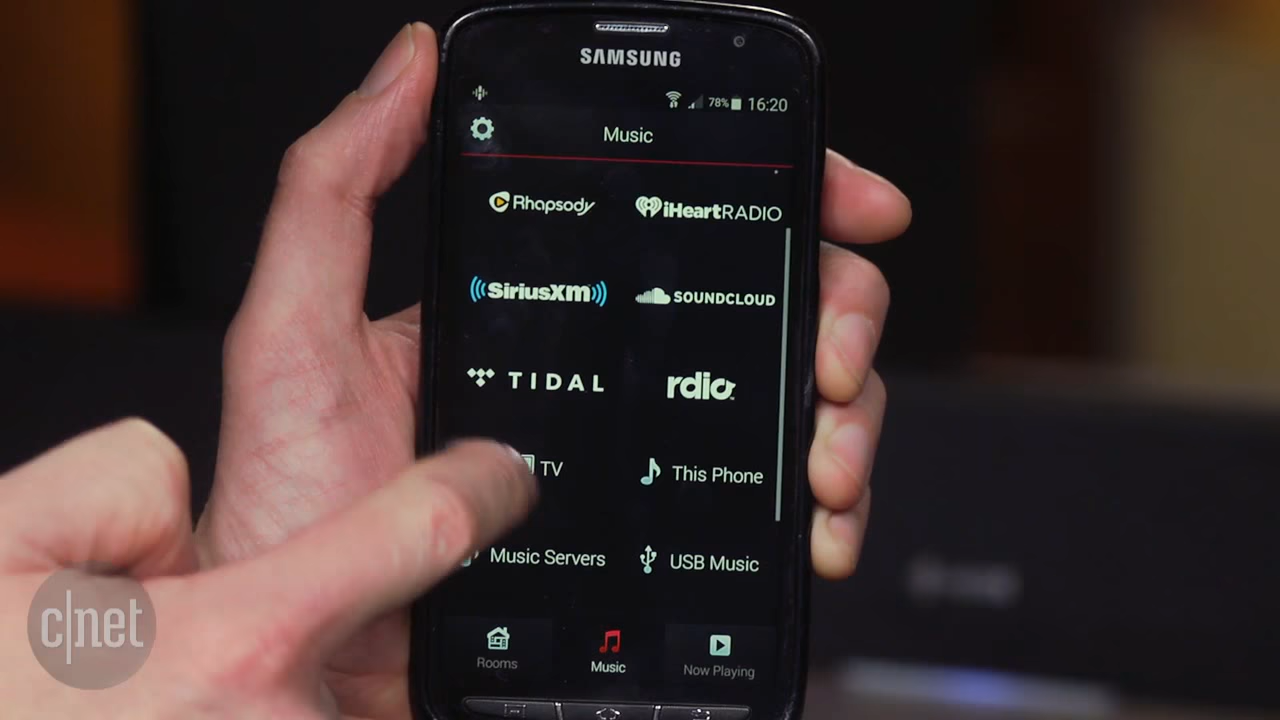 SAMSUNG
78% 16:20
Music
Rhapsody iHeartRADIO
SiriusXM SOUNDCLOUD
TIDAL rdio
TV This Phone
Music Servers USB Music
Rooms Music Now Playing
c|net